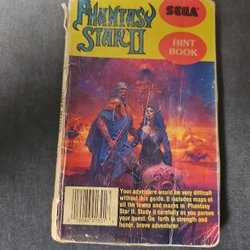 PHANTASY
STAR II
SEGA
HINT
BOOK
Your adventure would be very difficult
without this guide. It includes maps of
all the towns and mazes in Phantasy
Star II. Study it carefully as you pursue
your quest. Go forth in strength and
honor, brave adventurer.